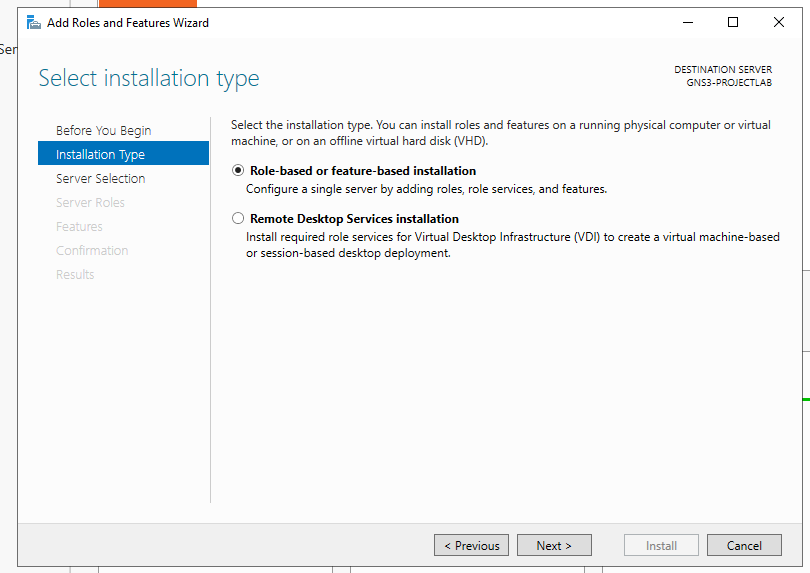 Add Roles and Features Wizard
Ser
Select installation type
DESTINATION SERVER
GNS3-PROJECTLAB
Before You Begin
Installation Type
Server Selection
Server Roles
Features
Confirmation
Results
Select the installation type. You can install roles and features on a running physical computer or virtual
machine, or on an offline virtual hard disk (VHD).
Role-based or feature-based installation
Configure a single server by adding roles, role services, and features.
Remote Desktop Services installation
Install required role services for Virtual Desktop Infrastructure (VDI) to create a virtual machine-based
or session-based desktop deployment.
< Previous
Next >
Install
Cancel